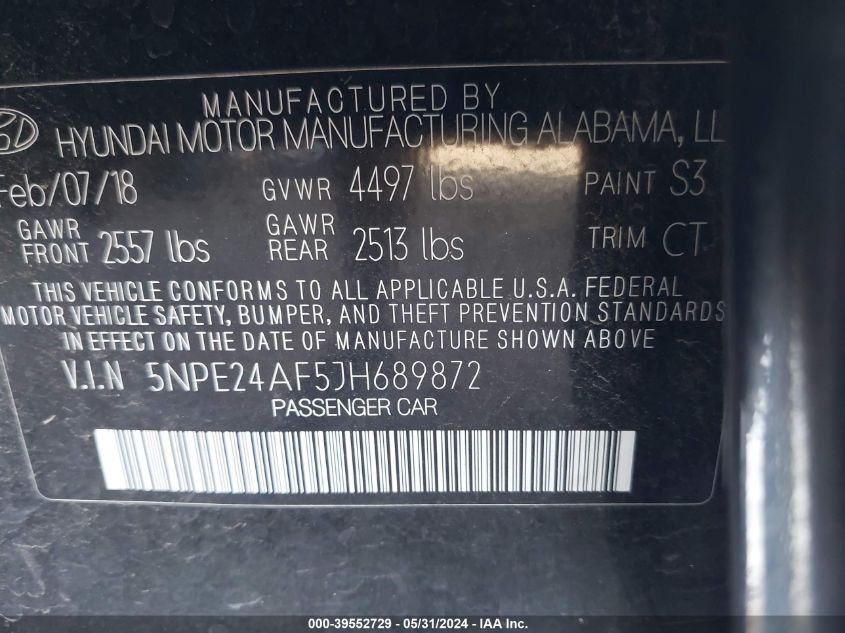 MANUFACTURED BY
HYUNDAI MOTOR MANUFACTURING ALABAMA, LL
Feb/07/18 GVWR 4497 lbs PAINT S3
GAWR FRONT 2557 lbs GAWR REAR 2513 lbs TRIM CT
THIS VEHICLE CONFORMS TO ALL APPLICABLE U.S.A. FEDERAL
MOTOR VEHICLE SAFETY, BUMPER, AND THEFT PREVENTION STANDARDS
IN EFFECT ON THE DATE OF MANUFACTURE SHOWN ABOVE
V.I.N 5NPE24AF5JH689872
PASSENGER CAR
000-39552729 - 05/31/2024 - IAA Inc.